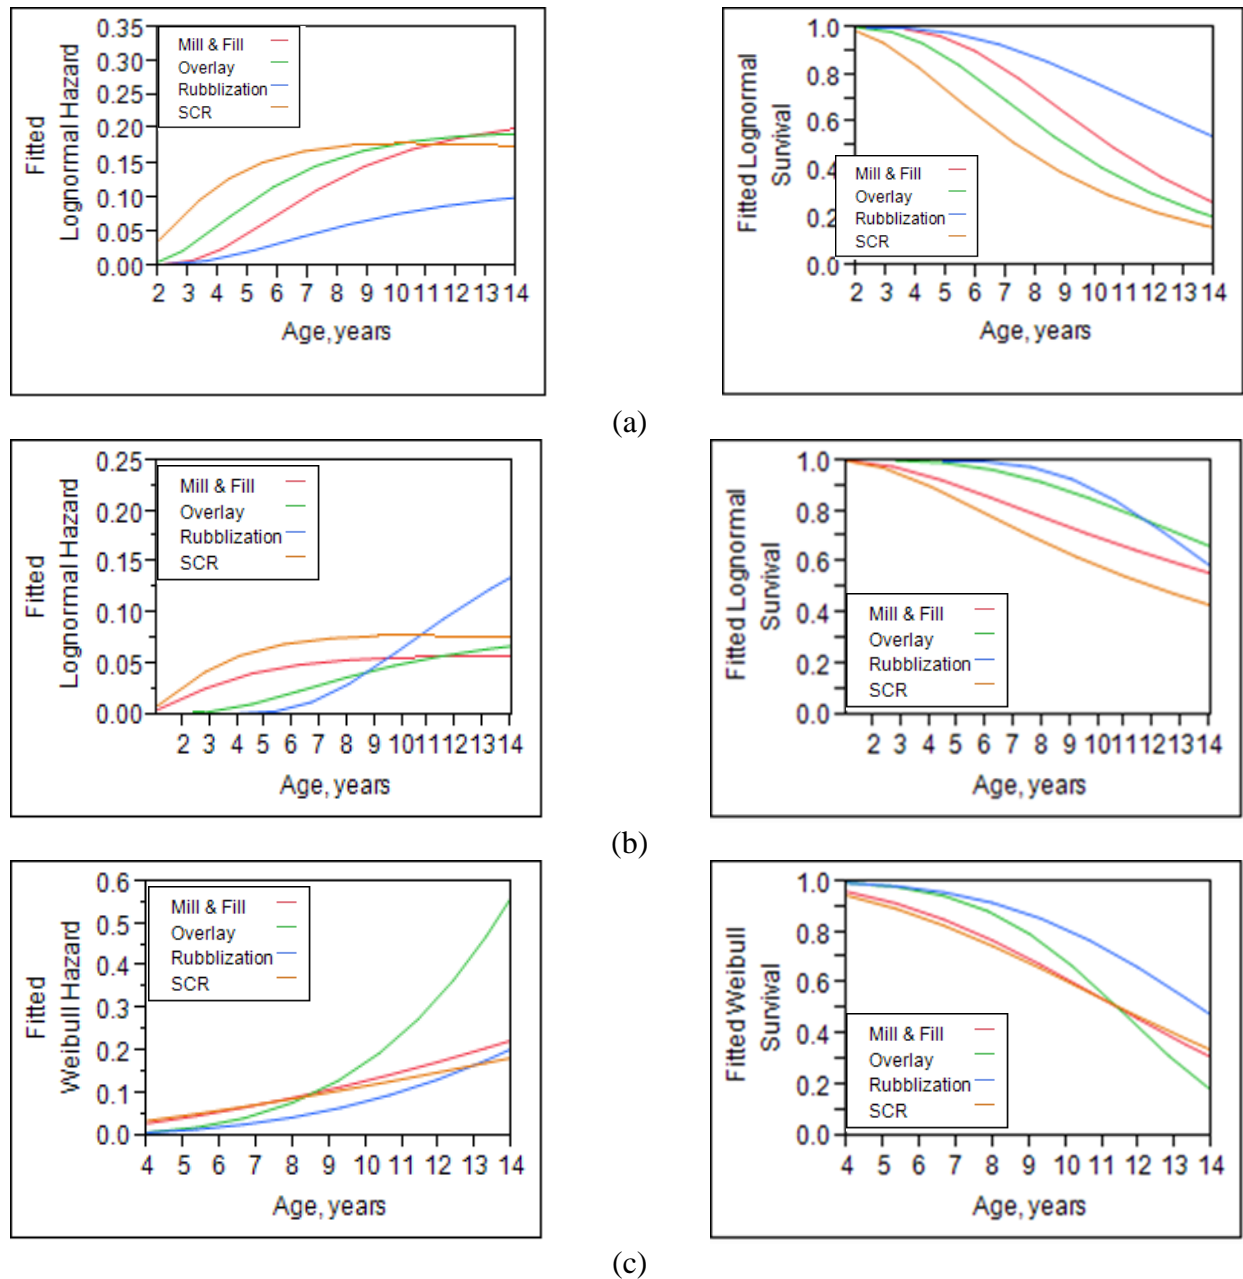 Fitted
Lognormal Hazard
0.35
0.30
0.25
0.20
0.15
0.10
0.05
0.00
Mill & Fill
Overlay
Rubblization
SCR
2 3 4 5 6 7 8 9 10 11 12 13 14
Age, years
Fitted Lognormal
Survival
1.0
0.8
0.6
0.4
0.2
0.0
Mill & Fill
Overlay
Rubblization
SCR
2 3 4 5 6 7 8 9 10 11 12 13 14
Age, years
(a)
Fitted
Lognormal Hazard
0.25
0.20
0.15
0.10
0.05
0.00
Mill & Fill
Overlay
Rubblization
SCR
2 3 4 5 6 7 8 9 10 11 12 13 14
Age, years
Fitted Lognormal
Survival
1.0
0.8
0.6
0.4
0.2
0.0
Mill & Fill
Overlay
Rubblization
SCR
2 3 4 5 6 7 8 9 10 11 12 13 14
Age, years
(b)
Fitted
Weibull Hazard
0.6
0.5
0.4
0.3
0.2
0.1
0.0
Mill & Fill
Overlay
Rubblization
SCR
4 5 6 7 8 9 10 11 12 13 14
Age, years
Fitted Weibull
Survival
1.0
0.8
0.6
0.4
0.2
0.0
Mill & Fill
Overlay
Rubblization
SCR
4 5 6 7 8 9 10 11 12 13 14
Age, years
(c)